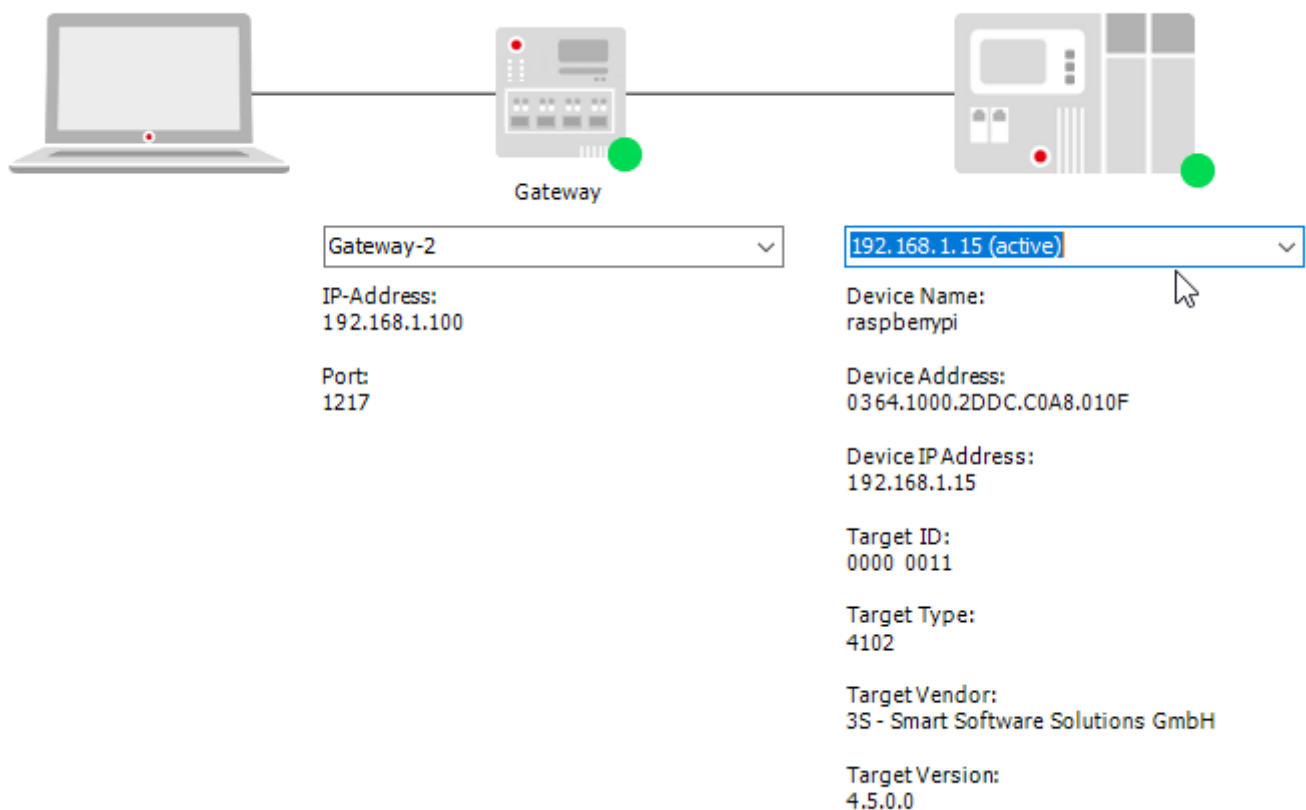 Gateway
Gateway-2
IP-Address:
192.168.1.100
Port:
1217
192.168.1.15 (active)
Device Name:
raspberrypi
Device Address:
0364.1000.2DDC.C0A8.010F
Device IP Address:
192.168.1.15
Target ID:
0000 0011
Target Type:
4102
Target Vendor:
3S - Smart Software Solutions GmbH
Target Version:
4.5.0.0